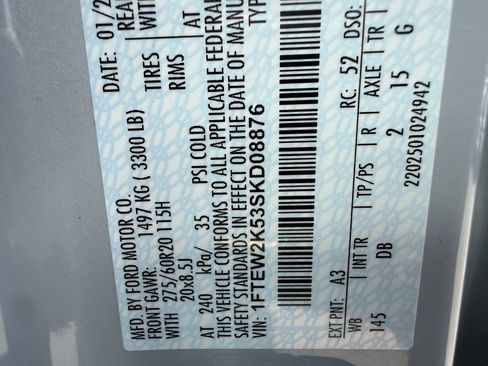 MFD. BY FORD MOTOR CO.
DATE: 01/2
FRONT GAWR: 1497 KG ( 3300 LB)
REA
WITH 275/60R20 115H TIRES
WITH
20x8.5J RIMS
AT 240 kPa/ 35 PSI COLD
AT
THIS VEHICLE CONFORMS TO ALL APPLICABLE FEDERAL
SAFETY STANDARDS IN EFFECT ON THE DATE OF MANU
VIN: 1FTEW2K53SKD08876
TYP
EXT PNT: A3 RC: 52 DSO:
WB INT TR TP/PS R AXLE TR
145 DB 2 15 G
2202501024942